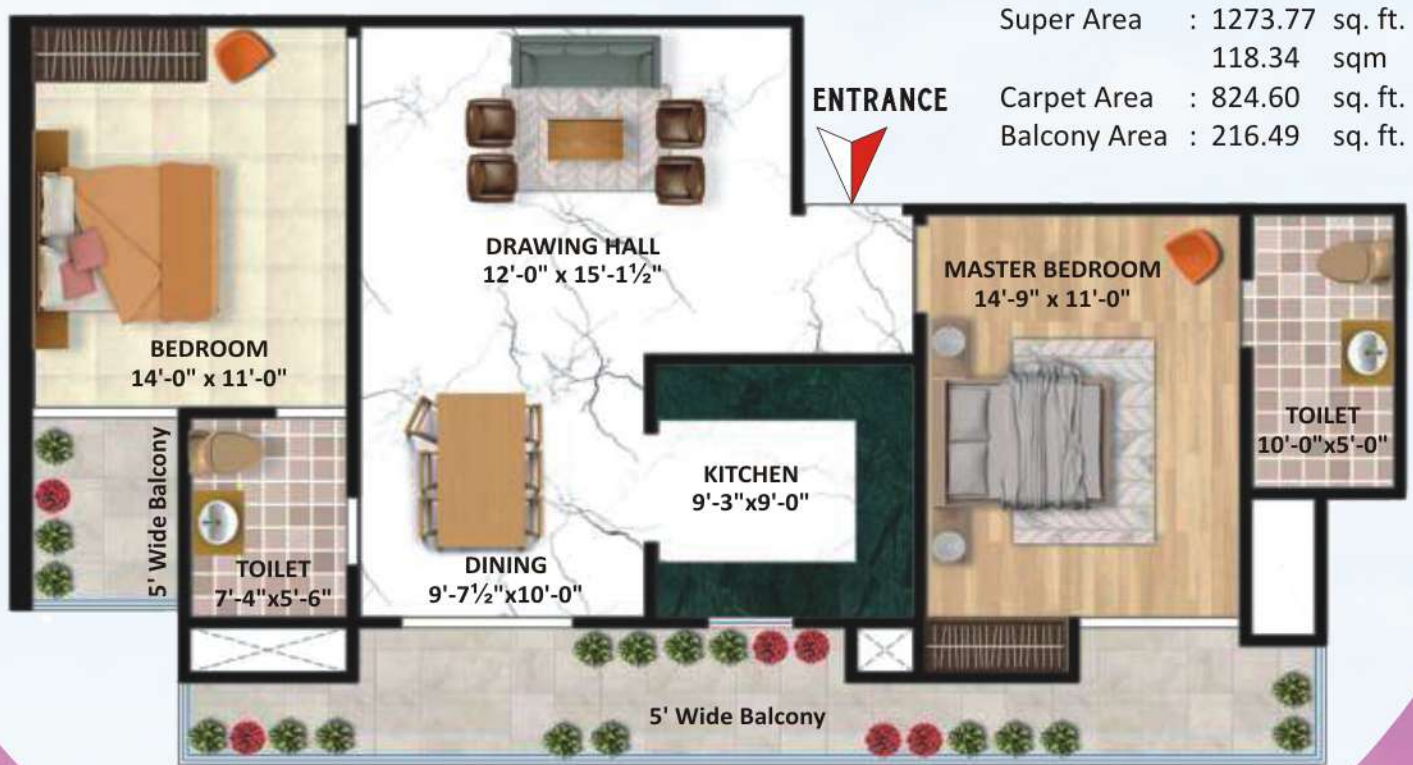 Super Area : 1273.77 sq. ft.
118.34 sqm
Carpet Area : 824.60 sq. ft.
Balcony Area : 216.49 sq. ft.
ENTRANCE
DRAWING HALL
12'-0" x 15'-1½"
MASTER BEDROOM
14'-9" x 11'-0"
BEDROOM
14'-0" x 11'-0"
TOILET
10'-0"x5'-0"
KITCHEN
9'-3"x9'-0"
5' Wide Balcony
TOILET
7'-4"x5'-6"
DINING
9'-7½"x10'-0"
5' Wide Balcony